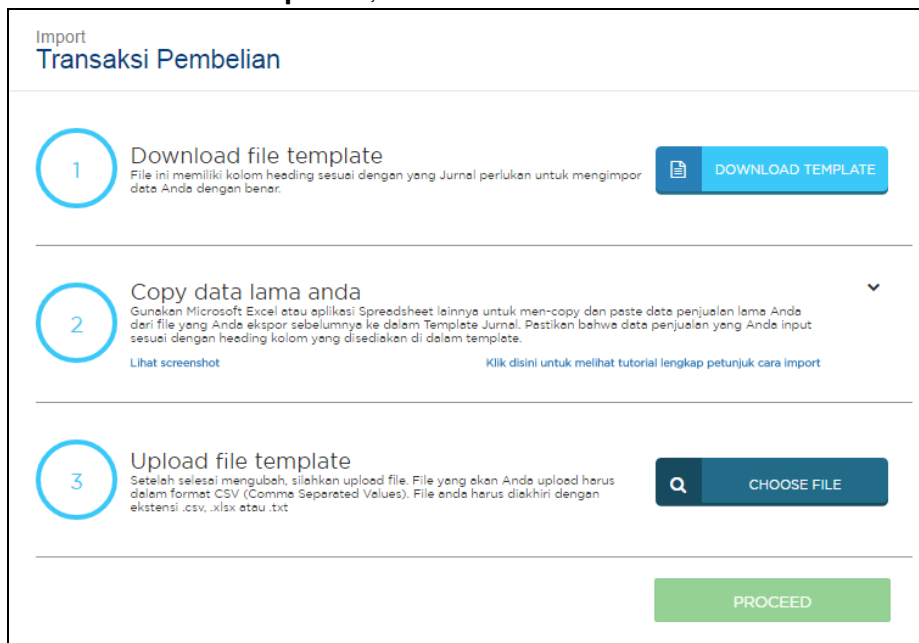 Import
Transaksi Pembelian
1
Download file template
File ini memiliki kolom heading sesuai dengan yang Jurnal perlukan untuk mengimpor
data Anda dengan benar.
DOWNLOAD TEMPLATE
2
Copy data lama anda
Gunakan Microsoft Excel atau aplikasi Spreadsheet lainnya untuk men-copy dan paste data penjualan lama Anda
dari file yang Anda ekspor sebelumnya ke dalam Template Jurnal. Pastikan bahwa data penjualan yang Anda input
sesuai dengan heading kolom yang disediakan di dalam template.
Lihat screenshot
Klik disini untuk melihat tutorial lengkap petunjuk cara import
3
Upload file template
Setelah selesai mengubah, silahkan upload file. File yang akan Anda upload harus
dalam format CSV (Comma Separated Values). File anda harus diakhiri dengan
ekstensi .csv, .xlsx atau .txt
CHOOSE FILE
PROCEED